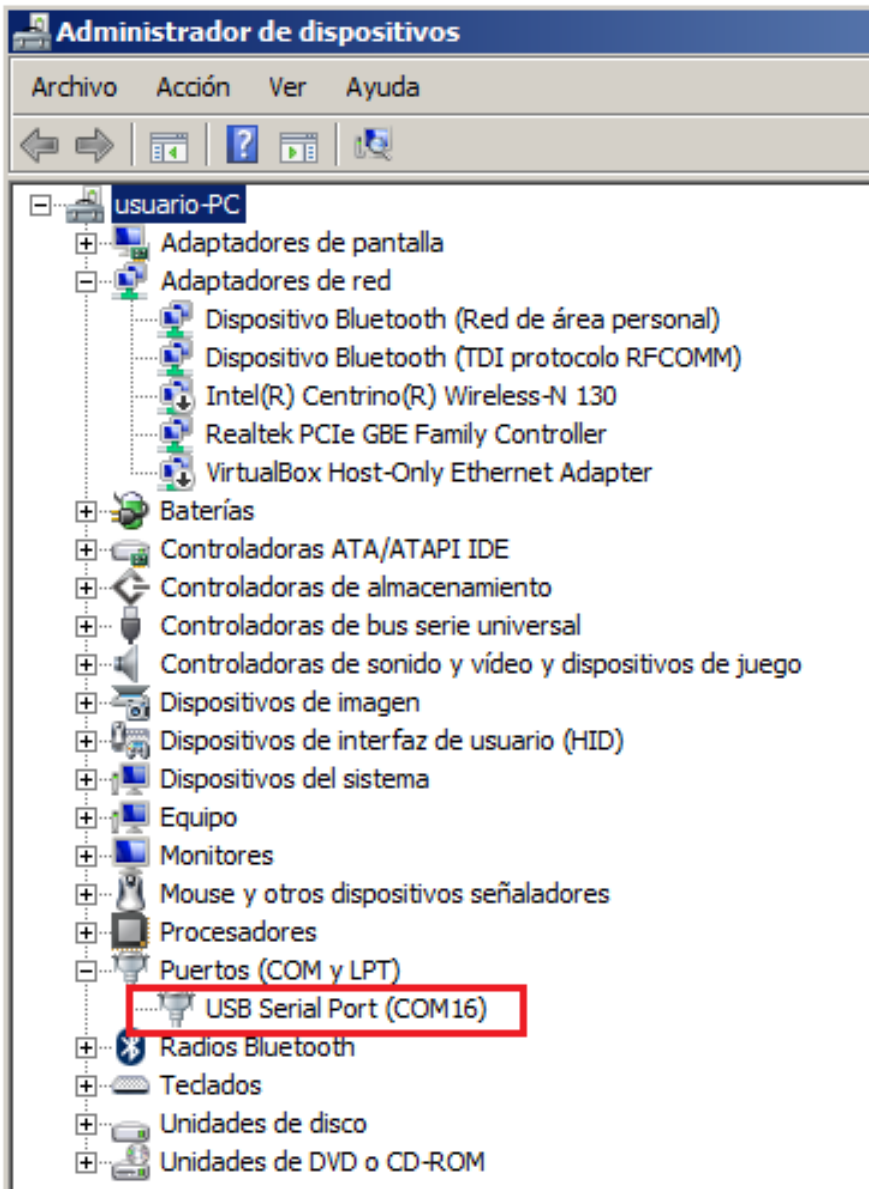 Administrador de dispositivos
Archivo Acción Ver Ayuda
usuario-PC
Adaptadores de pantalla
Adaptadores de red
Dispositivo Bluetooth (Red de área personal)
Dispositivo Bluetooth (TDI protocolo RFCOMM)
Intel(R) Centrino(R) Wireless-N 130
Realtek PCIe GBE Family Controller
VirtualBox Host-Only Ethernet Adapter
Baterías
Controladoras ATA/ATAPI IDE
Controladoras de almacenamiento
Controladoras de bus serie universal
Controladoras de sonido y vídeo y dispositivos de juego
Dispositivos de imagen
Dispositivos de interfaz de usuario (HID)
Dispositivos del sistema
Equipo
Monitores
Mouse y otros dispositivos señaladores
Procesadores
Puertos (COM y LPT)
USB Serial Port (COM16)
Radios Bluetooth
Teclados
Unidades de disco
Unidades de DVD o CD-ROM